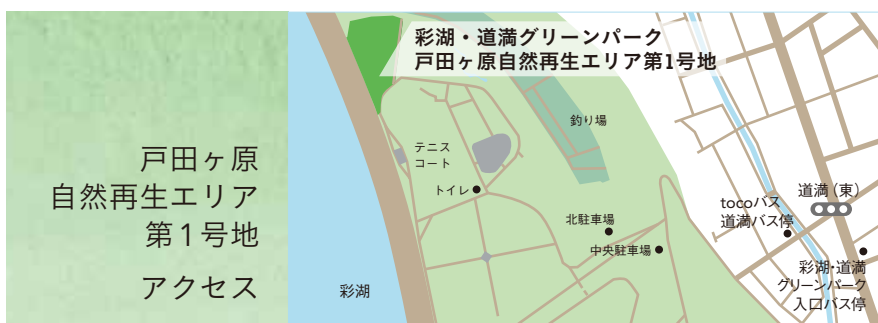 戸田ヶ原
自然再生エリア
第1号地
アクセス
彩湖・道満グリーンパーク
戸田ヶ原自然再生エリア第1号地
釣り場
テニス
コート
トイレ
北駐車場
中央駐車場
彩湖
tocoバス
道満バス停
道満（東）
彩湖・道満
グリーンパーク
入口バス停